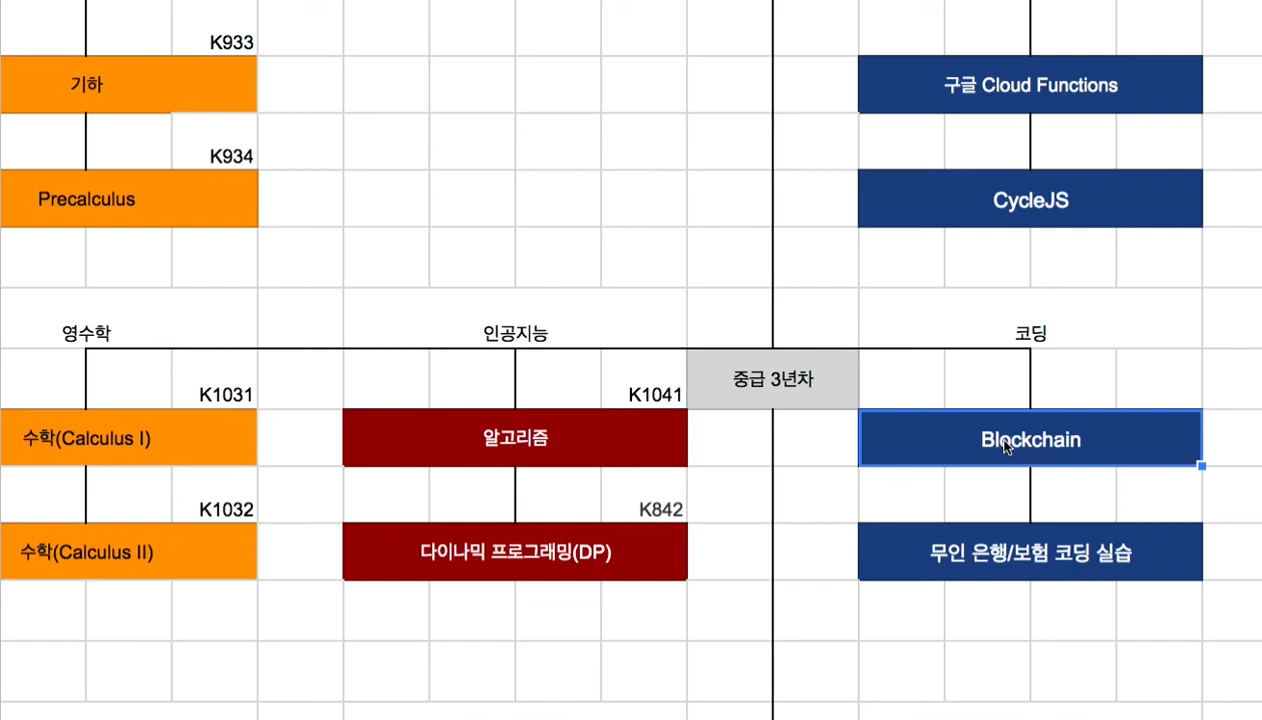 K933
기하
구글 Cloud Functions
K934
Precalculus
CycleJS
영수학
인공지능
코딩
중급 3년차
K1031
K1041
수학(Calculus I)
알고리즘
Blockchain
K1032
K842
수학(Calculus II)
다이나믹 프로그래밍(DP)
무인 은행/보험 코딩 실습